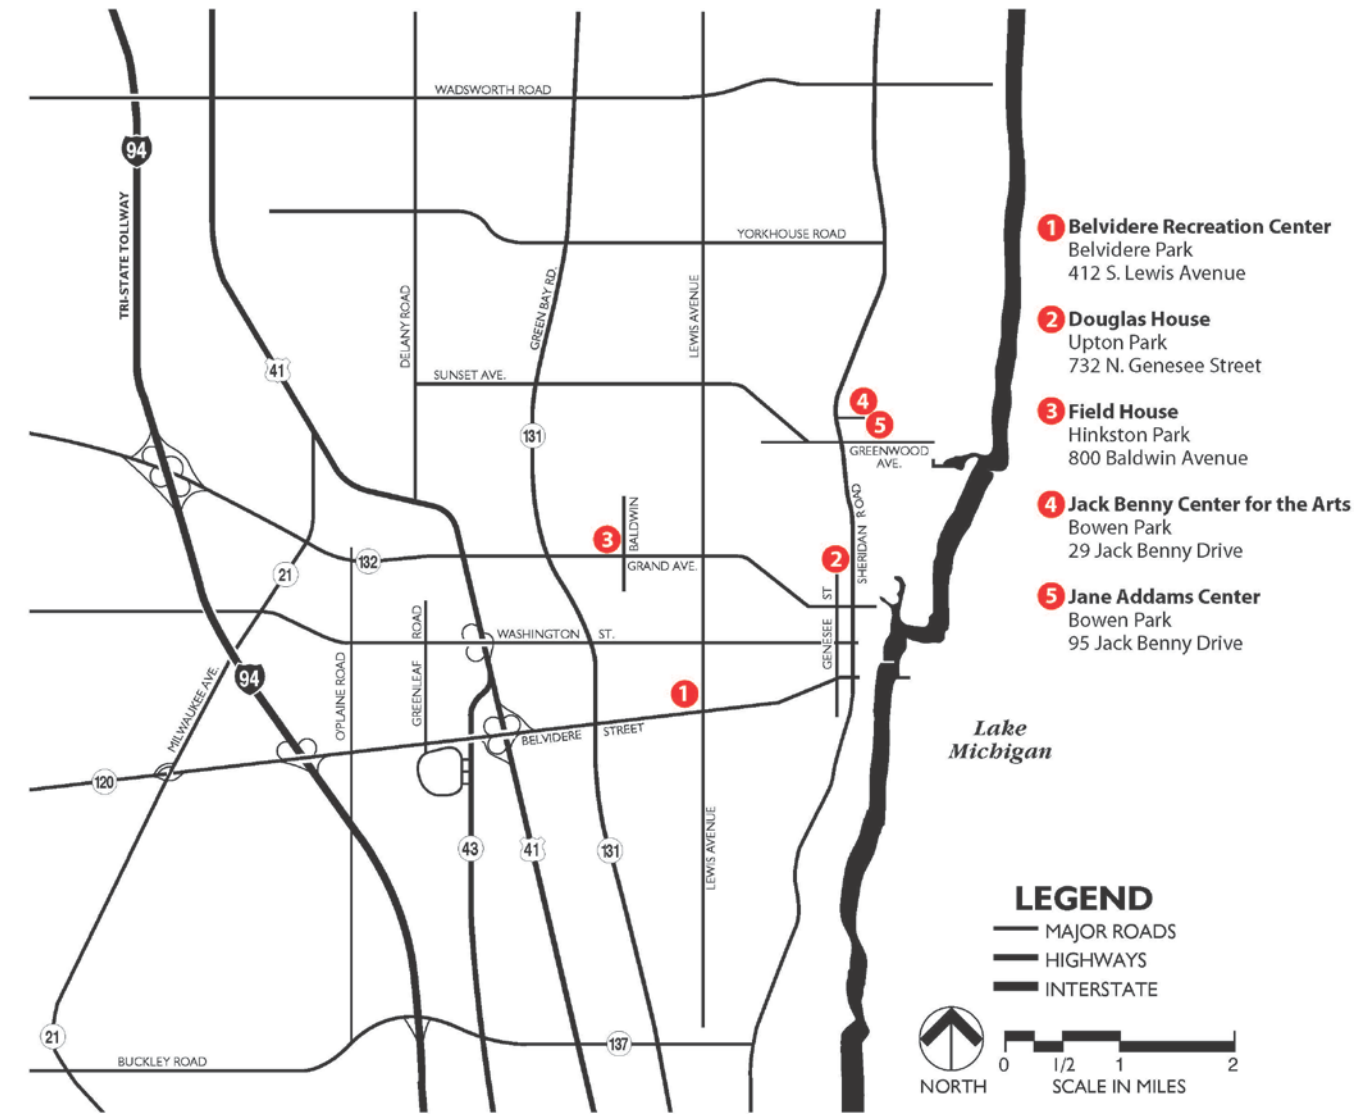 WADSWORTH ROAD
94
TRI-STATE TOLLWAY
YORKHOUSE ROAD
DELANY ROAD
GREEN BAY RD.
LEWIS AVENUE
41
SUNSET AVE.
131
4
5
GREENWOOD
AVE.
SHERIDAN ROAD
BALDWIN
3
132
GRAND AVE.
2
21
GENESEE ST
GREENLEAF ROAD
WASHINGTON ST.
O'PLAINE ROAD
MILWAUKEE AVE.
94
1
BELVIDERE STREET
120
43
41
131
LEWIS AVENUE
21
137
BUCKLEY ROAD
1 Belvidere Recreation Center
Belvidere Park
412 S. Lewis Avenue
2 Douglas House
Upton Park
732 N. Genesee Street
3 Field House
Hinkston Park
800 Baldwin Avenue
4 Jack Benny Center for the Arts
Bowen Park
29 Jack Benny Drive
5 Jane Addams Center
Bowen Park
95 Jack Benny Drive
Lake
Michigan
LEGEND
MAJOR ROADS
HIGHWAYS
INTERSTATE
NORTH
0 1/2 1 2
SCALE IN MILES